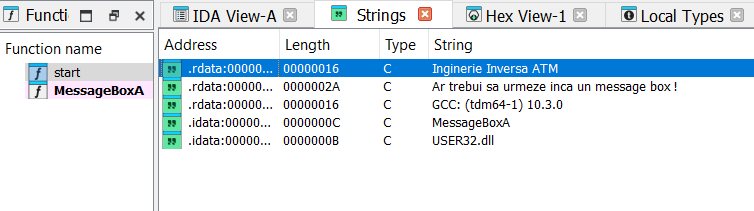 Functi IDA View-A Strings Hex View-1 Local Types
Function name
start
MessageBoxA
Address Length Type String
.rdata:00000... 00000016 C Inginerie Inversa ATM
.rdata:00000... 0000002A C Ar trebui sa urmeze inca un message box !
.rdata:00000... 00000016 C GCC: (tdm64-1) 10.3.0
.idata:00000... 0000000C C MessageBoxA
.idata:00000... 0000000B C USER32.dll